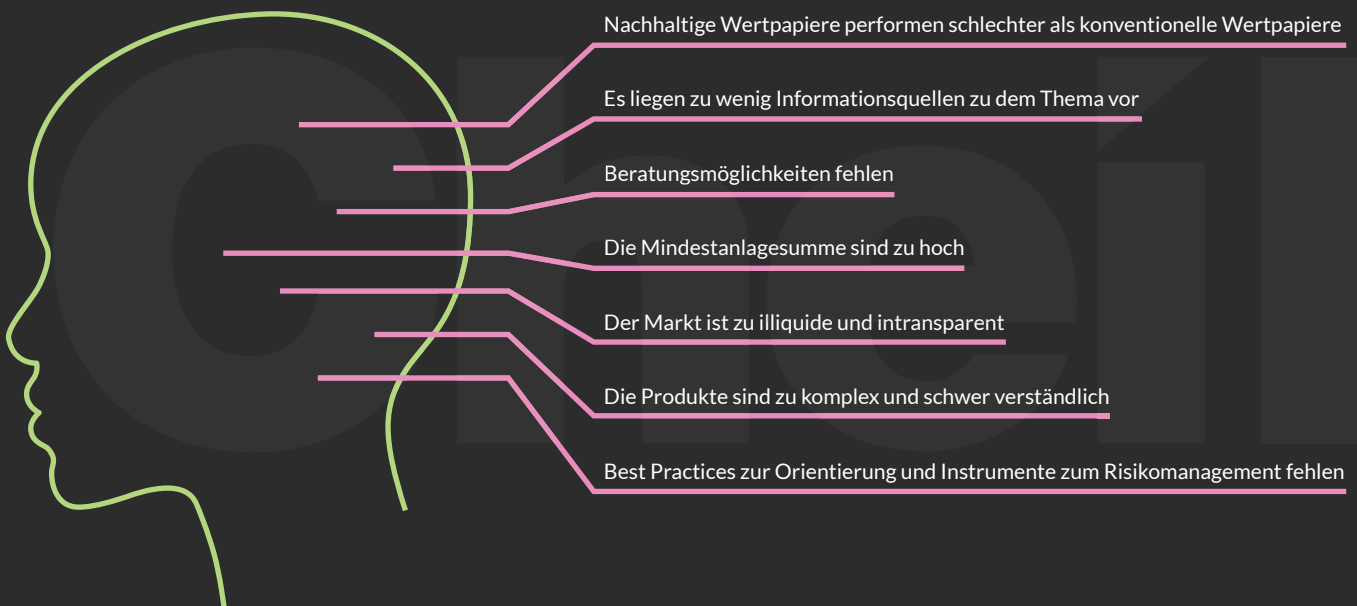 Nachhaltige Wertpapiere performen schlechter als konventionelle Wertpapiere
Es liegen zu wenig Informationsquellen zu dem Thema vor
Beratungsmöglichkeiten fehlen
Die Mindestanlagesumme sind zu hoch
Der Markt ist zu illiquide und intransparent
Die Produkte sind zu komplex und schwer verständlich
Best Practices zur Orientierung und Instrumente zum Risikomanagement fehlen
Cheil